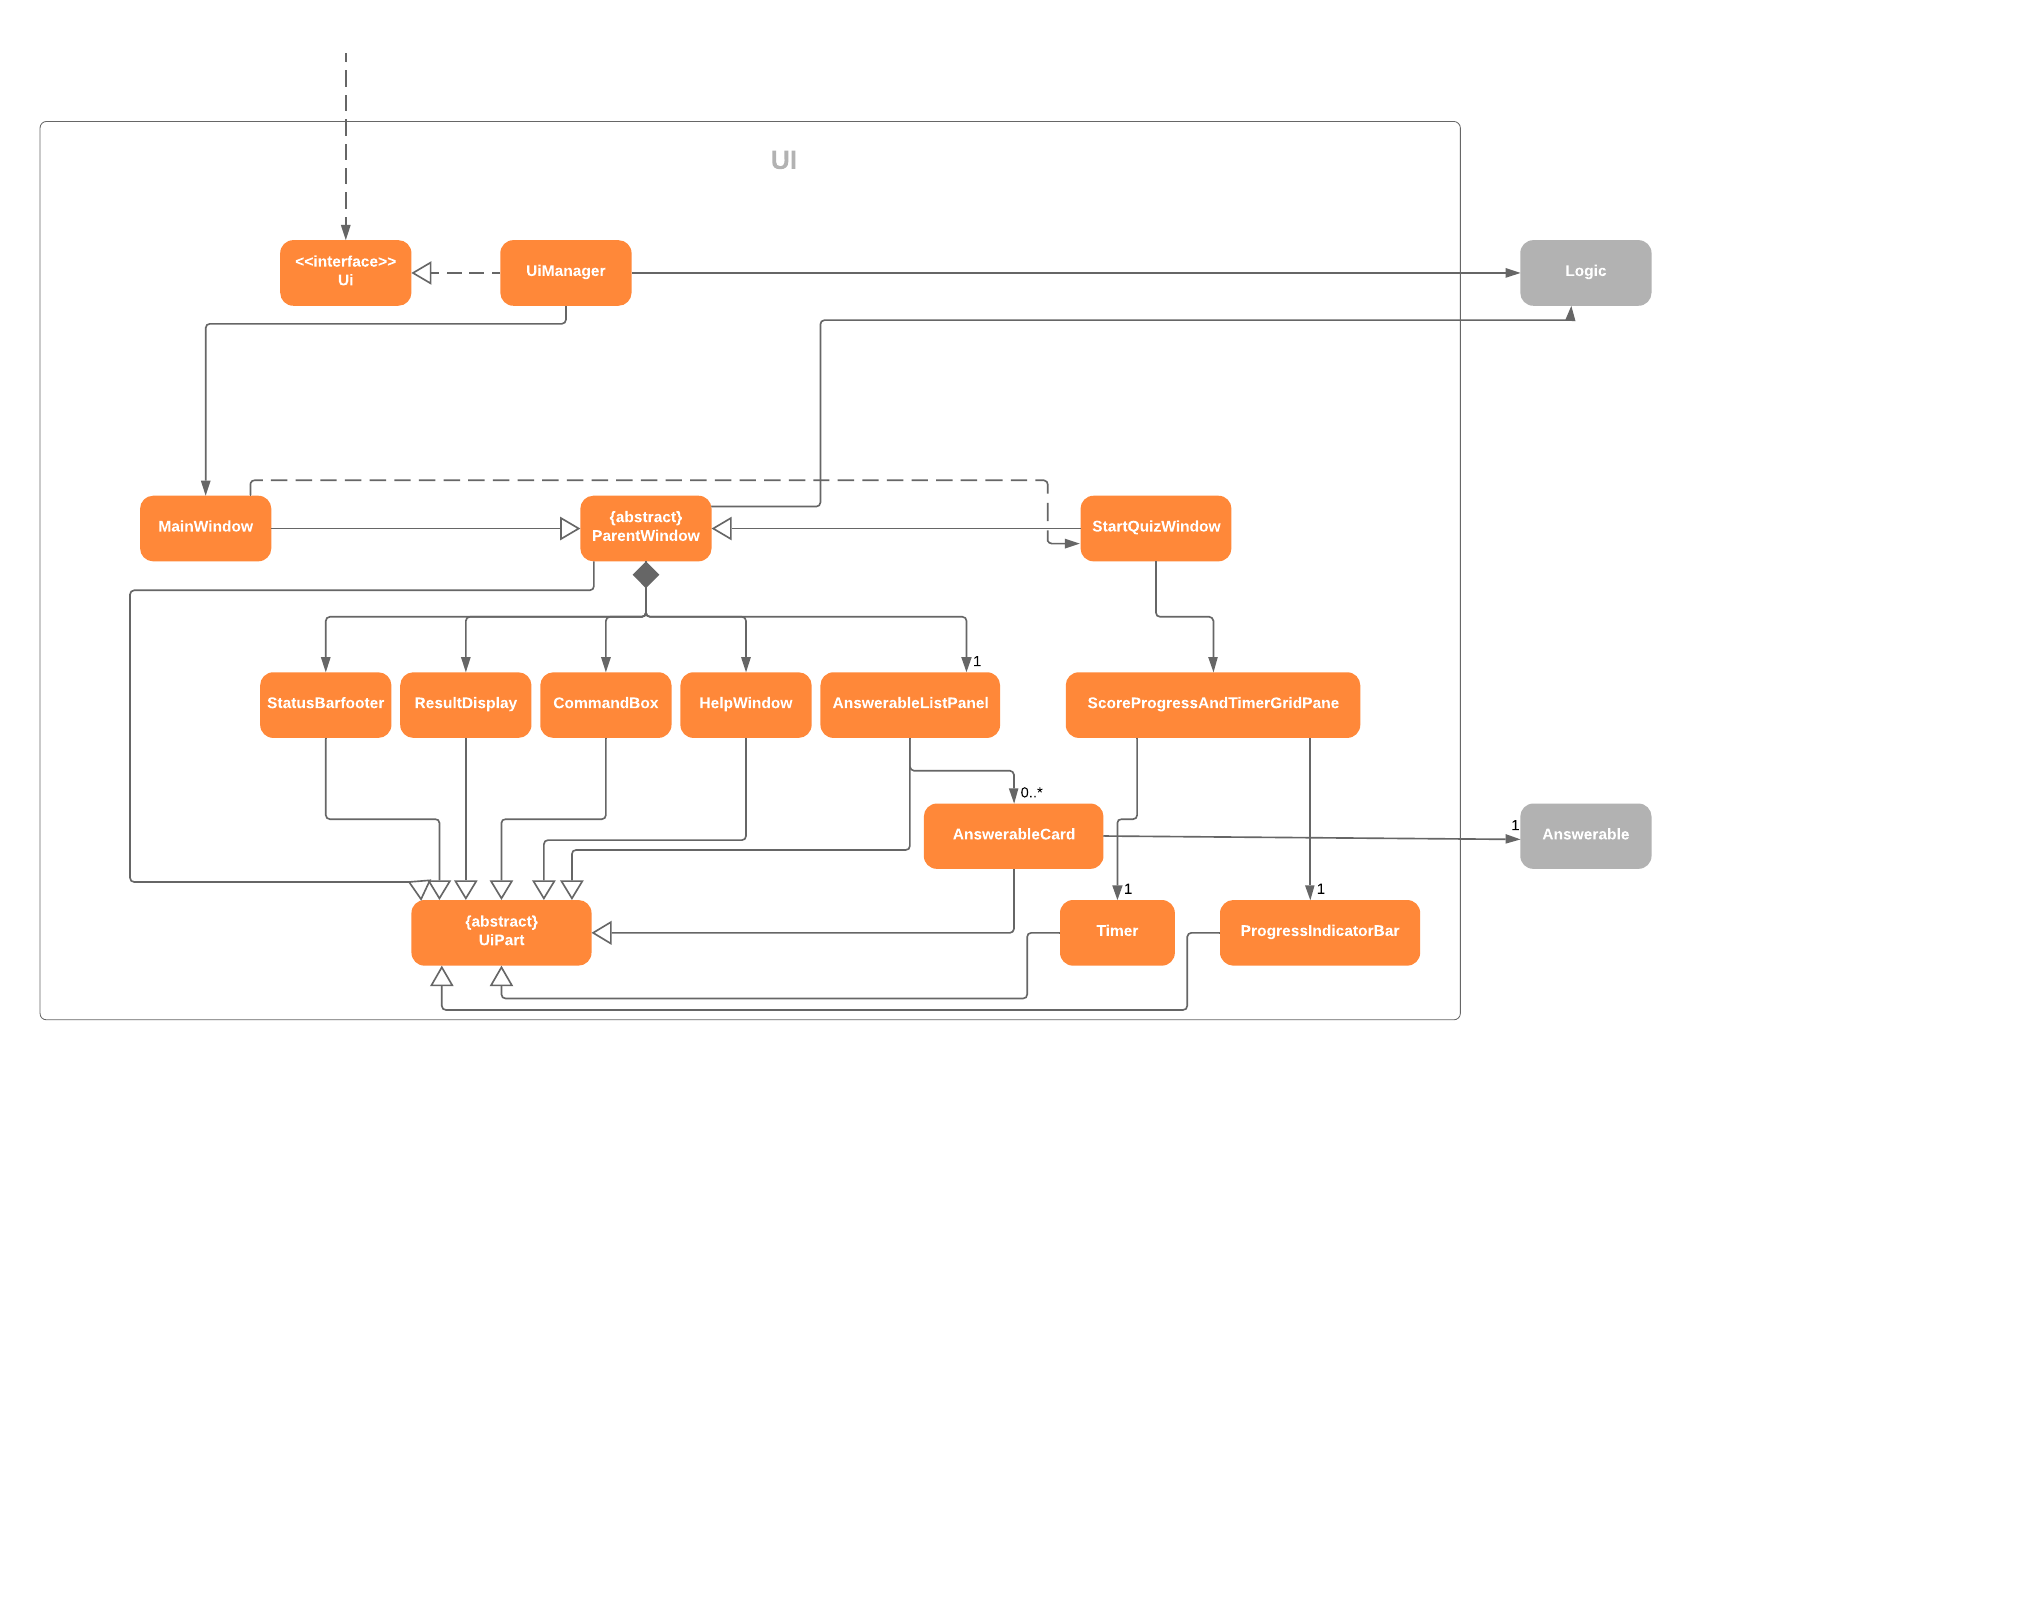 UI
<<interface>>
Ui
UiManager
Logic
MainWindow
{abstract}
ParentWindow
StartQuizWindow
1
StatusBarfooter
ResultDisplay
CommandBox
HelpWindow
AnswerableListPanel
ScoreProgressAndTimerGridPane
0..*
AnswerableCard
1
Answerable
1
1
{abstract}
UiPart
Timer
ProgressIndicatorBar